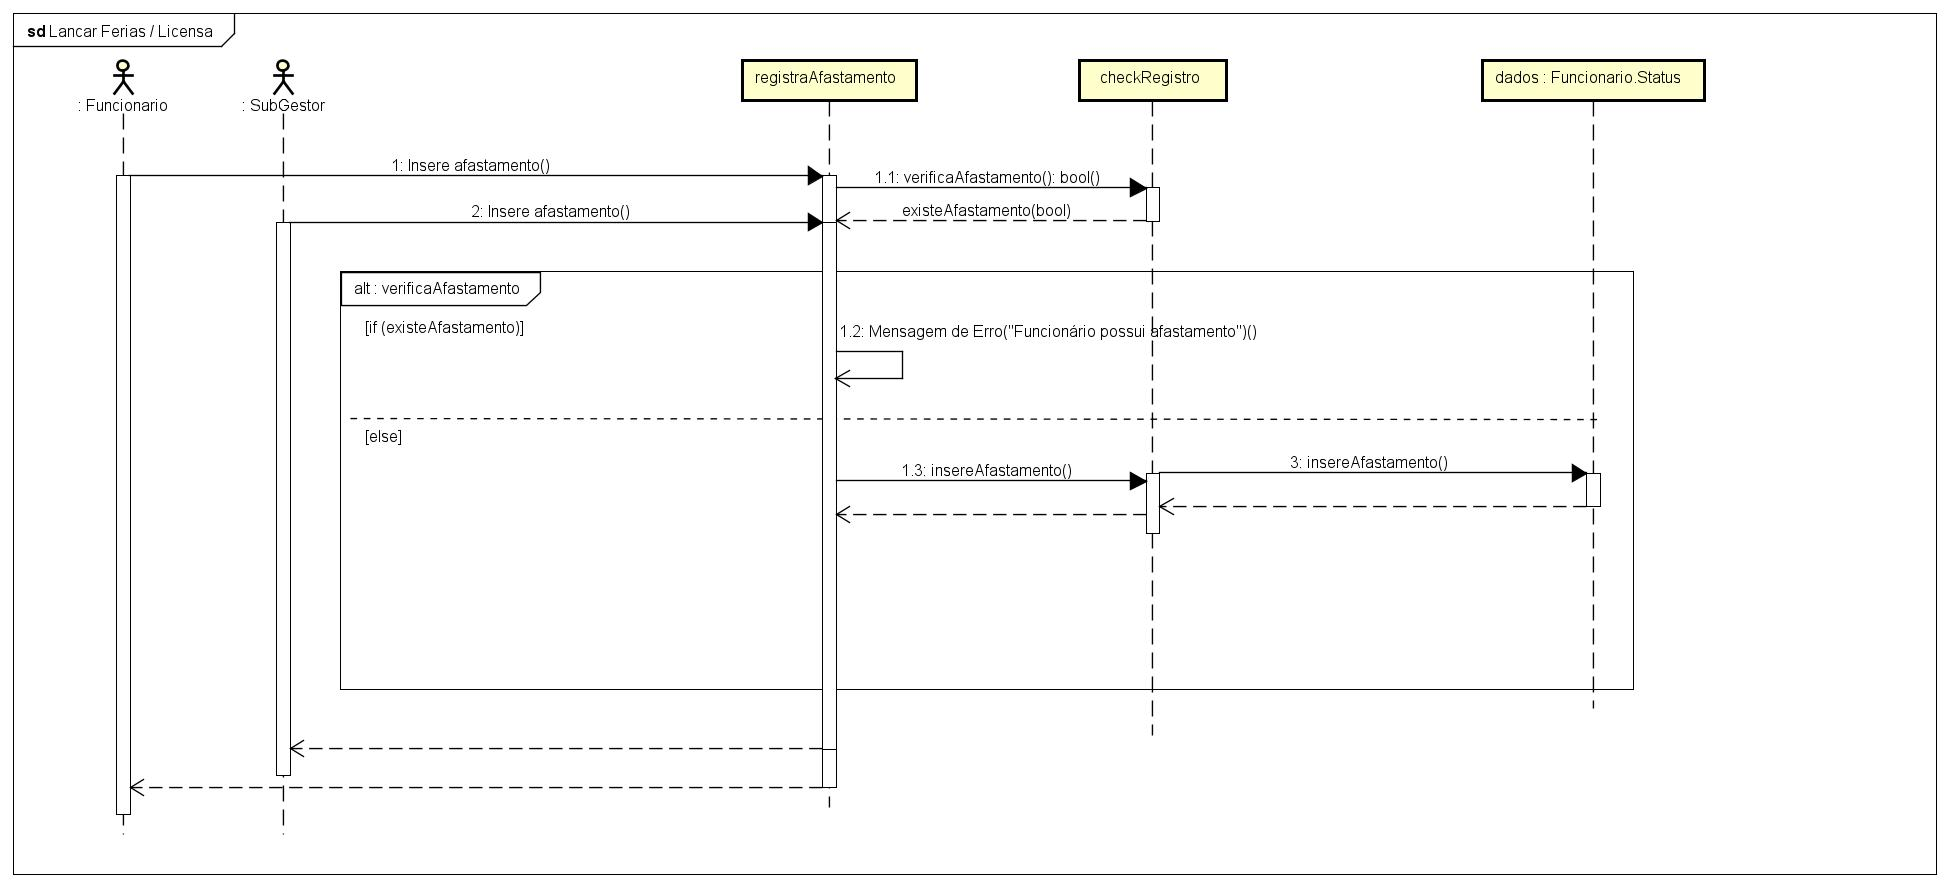 sd Lancar Ferias / Licensa
: Funcionario
: SubGestor
registraAfastamento
checkRegistro
dados : Funcionario.Status
1: Insere afastamento()
1.1: verificaAfastamento(): bool()
existeAfastamento(bool)
2: Insere afastamento()
alt : verificaAfastamento
[if (existeAfastamento)]
1.2: Mensagem de Erro("Funcionário possui afastamento")()
[else]
1.3: insereAfastamento()
3: insereAfastamento()